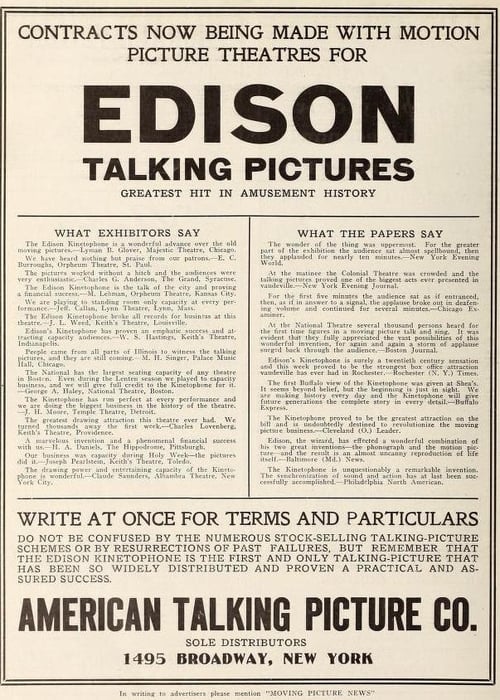 CONTRACTS NOW BEING MADE WITH MOTION
PICTURE THEATRES FOR
EDISON
TALKING PICTURES
GREATEST HIT IN AMUSEMENT HISTORY
WHAT EXHIBITORS SAY
The Edison Kinetophone is a wonderful advance over the old
moving pictures.—Lyman B. Glover, Majestic Theatre, Chicago.
We have heard nothing but praise from our patrons.—E. C.
Burroughs, Orpheum Theatre, St. Paul.
The pictures worked without a hitch and the audiences were
very enthusiastic.—Charles G. Anderson, The Grand, Syracuse.
The Edison Kinetophone is the talk of the city and proving
a financial success.—M. Lehman, Orpheum Theatre, Kansas City.
We are playing to standing room only capacity at every per-
formance.—Jeff. Callan, Lynn Theatre, Lynn, Mass.
The Edison Kinetophone broke all records for business at this
theatre.—J. L. Weed, Keith's Theatre, Louisville.
Edison's Kinetophone has proven an emphatic success and at-
tracting capacity audiences.—W. S. Hastings, Keith's Theatre,
Indianapolis.
People came from all parts of Illinois to witness the talking
pictures, and they are still coming.—M. H. Singer, Palace Music
Hall, Chicago.
The National has the largest seating capacity of any theatre
in Boston. Even during the Lenten season we played to capacity
business, and we will give full credit to the Kinetophone for it.
—George A. Haley, National Theatre, Boston.
The Kinetophone has run perfect at every performance and
we are doing the biggest business in the history of the theatre.
—J. H. Moore, Temple Theatre, Detroit.
The greatest drawing attraction this theatre ever had. We
turned thousands away the first week.—Charles Lovenberg,
Keith's Theatre, Providence.
A marvelous invention and a phenomenal financial success
with us.—H. A. Daniels, The Hippodrome, Pittsburgh.
Our business was capacity during Holy Week—the pictures
did it.—Joseph Pearlstein, Keith's Theatre, Toledo.
The drawing power and entertaining capacity of the Kineto-
phone is wonderful.—Claude Saunders, Alhambra Theatre, New
York City.
WHAT THE PAPERS SAY
The wonder of the thing was uppermost. For the greater
part of the exhibition the audience sat almost spellbound, then
they applauded for nearly ten minutes.—New York Evening
World.
At the matinee the Colonial Theatre was crowded and the
talking pictures proved one of the biggest acts ever presented in
vaudeville.—New York Evening Journal.
For the first five minutes the audience sat as if entranced,
then, as if in answer to a signal, the applause broke out in deafen-
ing volume and continued for several minutes.—Chicago Ex-
aminer.
At the National Theatre several thousand persons heard for
the first time figures in a moving picture talk and sing. It was
evident that they fully appreciated the vast possibilities of this
wonderful invention, for again and again a storm of applause
surged back through the audience.—Boston Journal.
Edison's Kinetophone is surely a twentieth century sensation
and this week proved to be the strongest box office attraction
vaudeville has ever had in Rochester.—Rochester (N. Y.) Times.
The first Buffalo view of the Kinetophone was given at Shea's.
It seems beyond belief, but the beginning is just in sight. We
are making history every day and the Kinetophone will give
future generations the complete story in every detail.—Buffalo
Express.
The Kinetophone proved to be the greatest attraction on the
bill and is undoubtedly destined to revolutionize the moving
picture business.—Cleveland (O.) Leader.
Edison, the wizard, has effected a wonderful combination of
his two great inventions—the phonograph and the motion pic-
ture—and the result is an almost uncanny reproduction of life
itself.—Baltimore (Md.) News.
The Kinetophone is unquestionably a remarkable invention.
The synchronization of sound and action has at last been suc-
cessfully accomplished.—Philadelphia North American.
WRITE AT ONCE FOR TERMS AND PARTICULARS
DO NOT BE CONFUSED BY THE NUMEROUS STOCK-SELLING TALKING-PICTURE
SCHEMES OR BY RESURRECTIONS OF PAST FAILURES, BUT REMEMBER THAT
THE EDISON KINETOPHONE IS THE FIRST AND ONLY TALKING-PICTURE THAT
HAS BEEN SO WIDELY DISTRIBUTED AND PROVEN A PRACTICAL AND AS-
SURED SUCCESS.
AMERICAN TALKING PICTURE CO.
SOLE DISTRIBUTORS
1495 BROADWAY, NEW YORK
In writing to advertisers please mention "MOVING PICTURE NEWS"